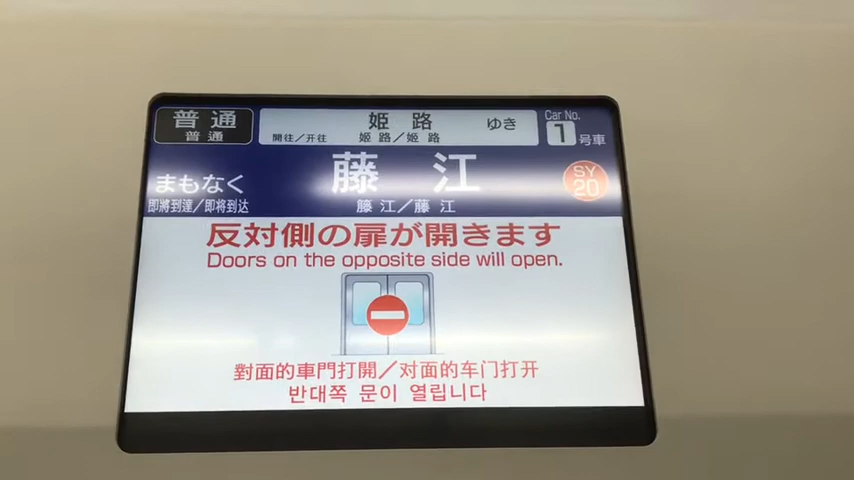 普通
普通
開往／开往
姫路
姫路／姫路
ゆき
Car No.
1
号車
まもなく
即將到達／即将到达
藤江
籐江／藤江
SY
20
反対側の扉が開きます
Doors on the opposite side will open.
對面的車門打開／对面的车门打开
반대쪽 문이 열립니다